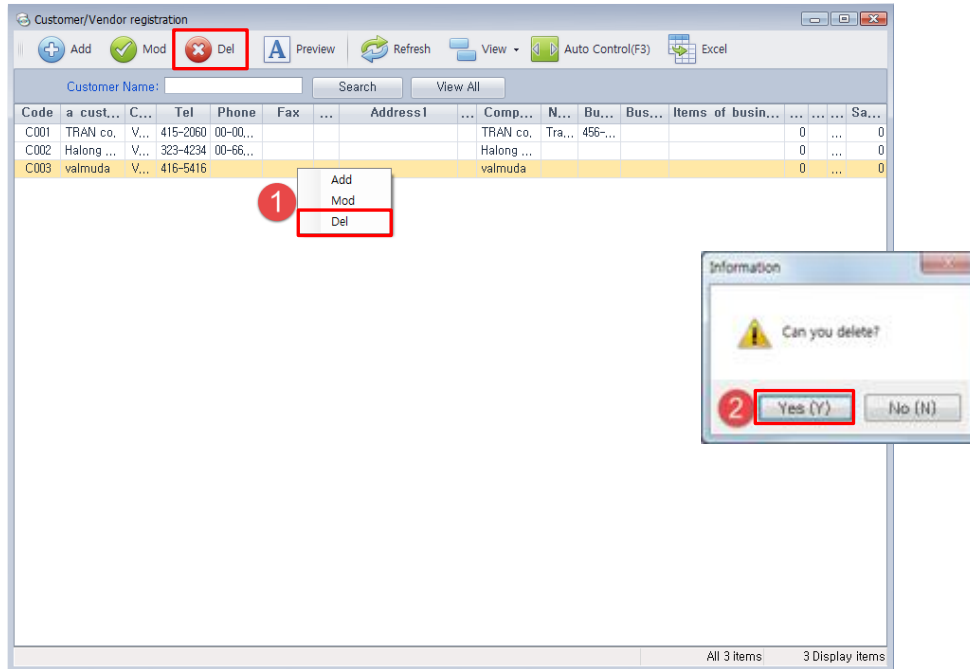 Customer/Vendor registration
Add Mod Del Preview Refresh View Auto Control(F3) Excel
Customer Name: Search View All
Code a cust... C... Tel Phone Fax ... Address1 ... Comp... N... Bu... Bus... Items of busin... ... ... ... Sa...
C001 TRAN co, V... 415-2060 00-00... TRAN co, Tra... 456-... 0 ... 0
C002 Halong ... V... 323-4234 00-66... Halong ... 0 ... 0
C003 valmuda V... 416-5416 valmuda 0 ... 0
1
Add
Mod
Del
Information
Can you delete?
2 Yes (Y) No (N)
All 3 items 3 Display items